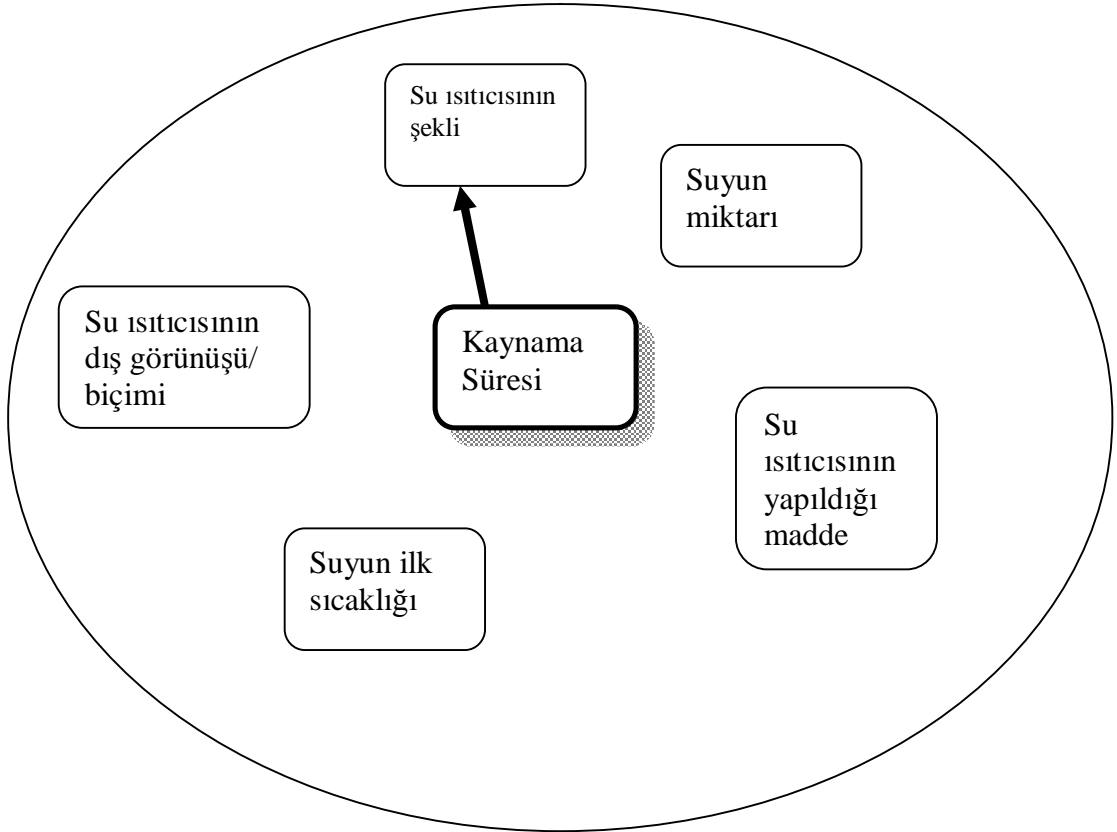 Su ısıtıcısının
şekli
Suyun
miktarı
Su ısıtıcısının
dış görünüşü/
biçimi
Kaynama
Süresi
Su
ısıtıcısının
yapıldığı
madde
Suyun ilk
sıcaklığı